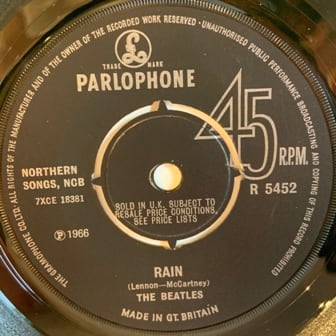 THE GRAMOPHONE CO. LTD. ALL RIGHTS OF THE MANUFACTURER AND OF THE OWNER OF THE RECORDED WORK RESERVED · UNAUTHORISED PUBLIC PERFORMANCE BROADCASTING AND COPYING OF THIS RECORD PROHIBITED
£
TRADE MARK
PARLOPHONE
45
R.P.M.
R 5452
NORTHERN
SONGS, NCB
7XCE 18381
SOLD IN U.K. SUBJECT TO
RESALE PRICE CONDITIONS,
SEE PRICE LISTS
℗ 1966
RAIN
(Lennon—McCartney)
THE BEATLES
MADE IN GT. BRITAIN